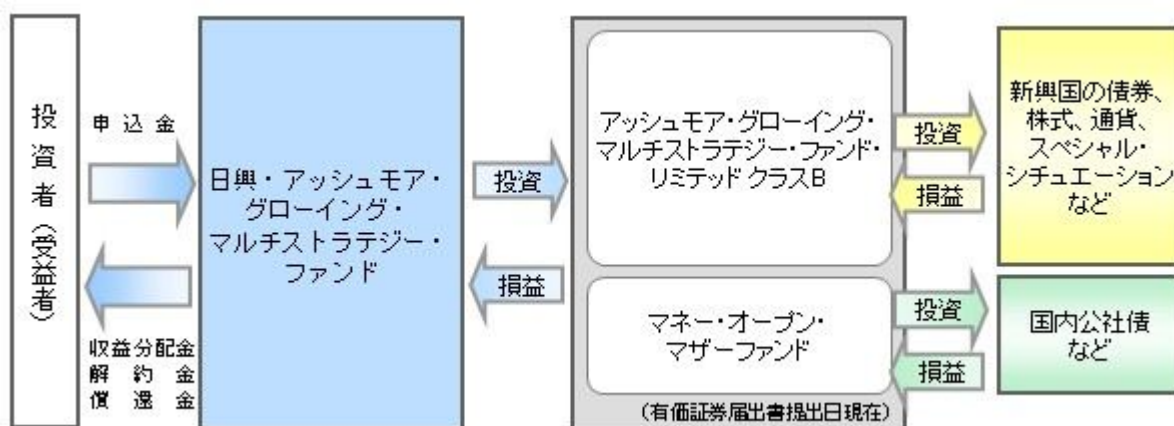 投資者（受益者）
申込金
収益分配金
解約金
償還金
日興・アッシュモア・
グローイング・
マルチストラテジー・
ファンド
投資
損益
アッシュモア・グローイング・
マルチストラテジー・ファンド・
リミテッド クラスB
マネー・オープン・
マザーファンド
（有価証券届出書提出日現在）
投資
損益
投資
損益
新興国の債券、
株式、通貨、
スペシャル・
シチュエーション
など
国内公社債
など